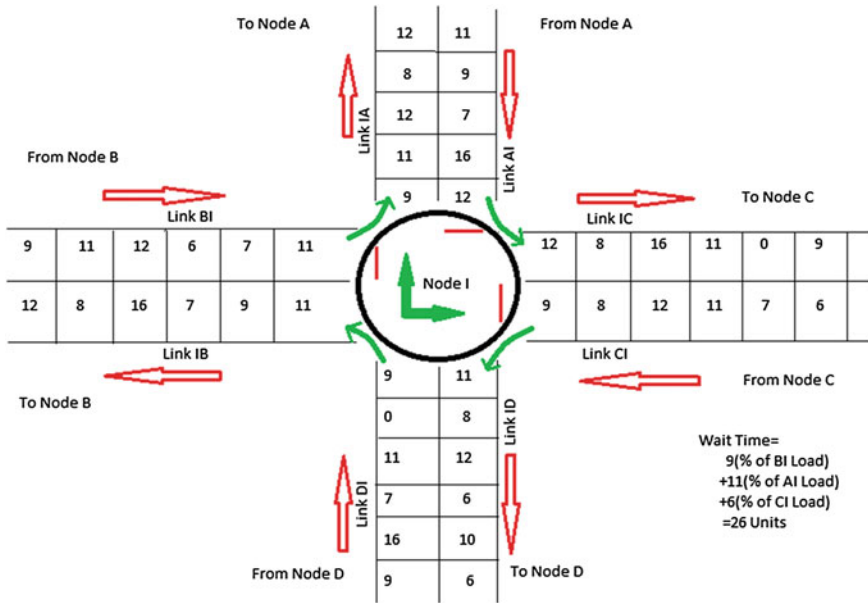 To Node A
12 11
From Node A
8 9
Link IA
12 7
Link AI
11 16
9 12
From Node B
Link BI
To Node C
Link IC
9 11 12 6 7 11
12 8 16 11 0 9
Node I
12 8 16 7 9 11
9 8 12 11 7 6
Link IB
Link CI
To Node B
From Node C
9 11
0 8
Link ID
11 12
Link DI
7 6
16 10
From Node D
9 6
To Node D
Wait Time=
9(% of BI Load)
+11(% of AI Load)
+6(% of CI Load)
=26 Units